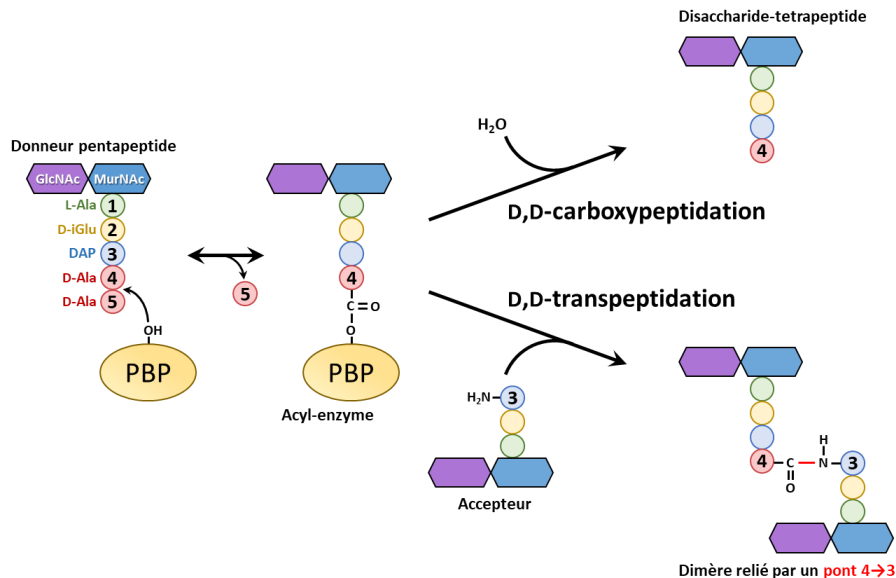 Disaccharide-tetrapeptide
4
H₂O
D,D-carboxypeptidation
Donneur pentapeptide
GlcNAc MurNAc
L-Ala 1
D-iGlu 2
DAP 3
D-Ala 4
D-Ala 5
OH
PBP
5
4
C=O
O
PBP
Acyl-enzyme
D,D-transpeptidation
H₂N 3
Accepteur
H
4 C N 3
O
Dimère relié par un pont 4→3